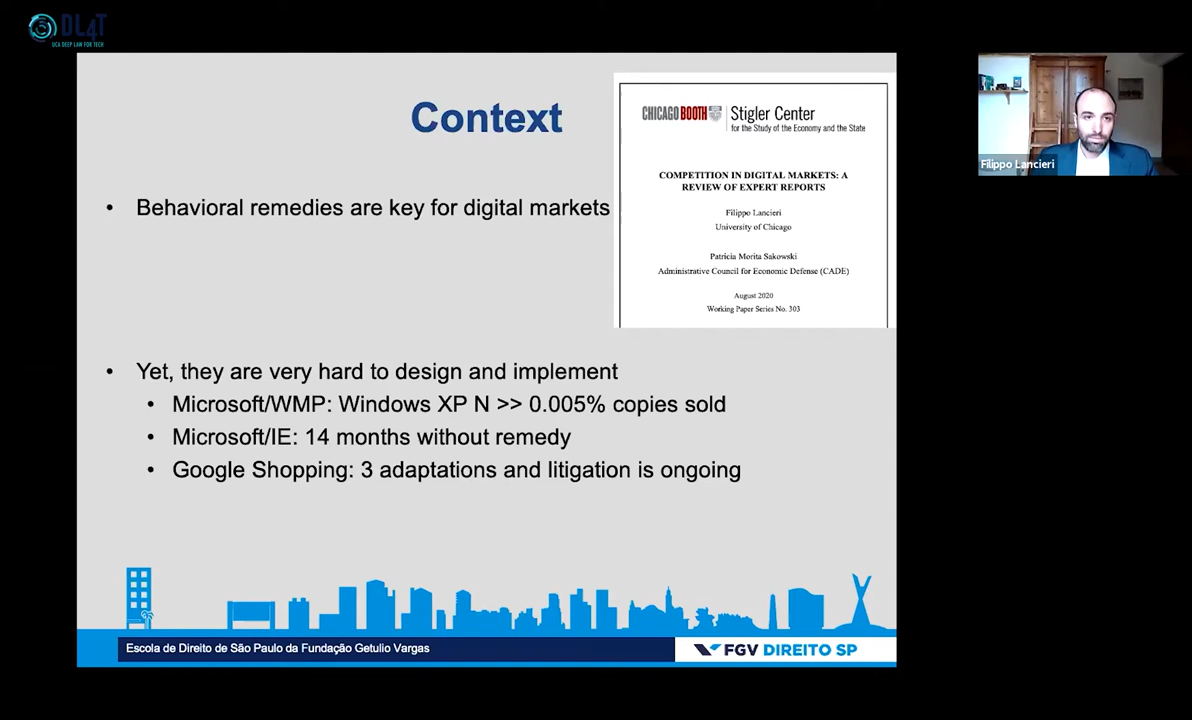 DL4T
UCA DEEP LAW FOR TECH
Context
CHICAGO BOOTH Stigler Center
for the Study of the Economy and the State
COMPETITION IN DIGITAL MARKETS: A
REVIEW OF EXPERT REPORTS
Filippo Lancieri
University of Chicago
Patricia Morita Sakowski
Administrative Council for Economic Defense (CADE)
August 2020
Working Paper Series No. 303
• Behavioral remedies are key for digital markets
• Yet, they are very hard to design and implement
• Microsoft/WMP: Windows XP N >> 0.005% copies sold
• Microsoft/IE: 14 months without remedy
• Google Shopping: 3 adaptations and litigation is ongoing
Escola de Direito de São Paulo da Fundação Getulio Vargas
FGV DIREITO SP
Filippo Lancieri